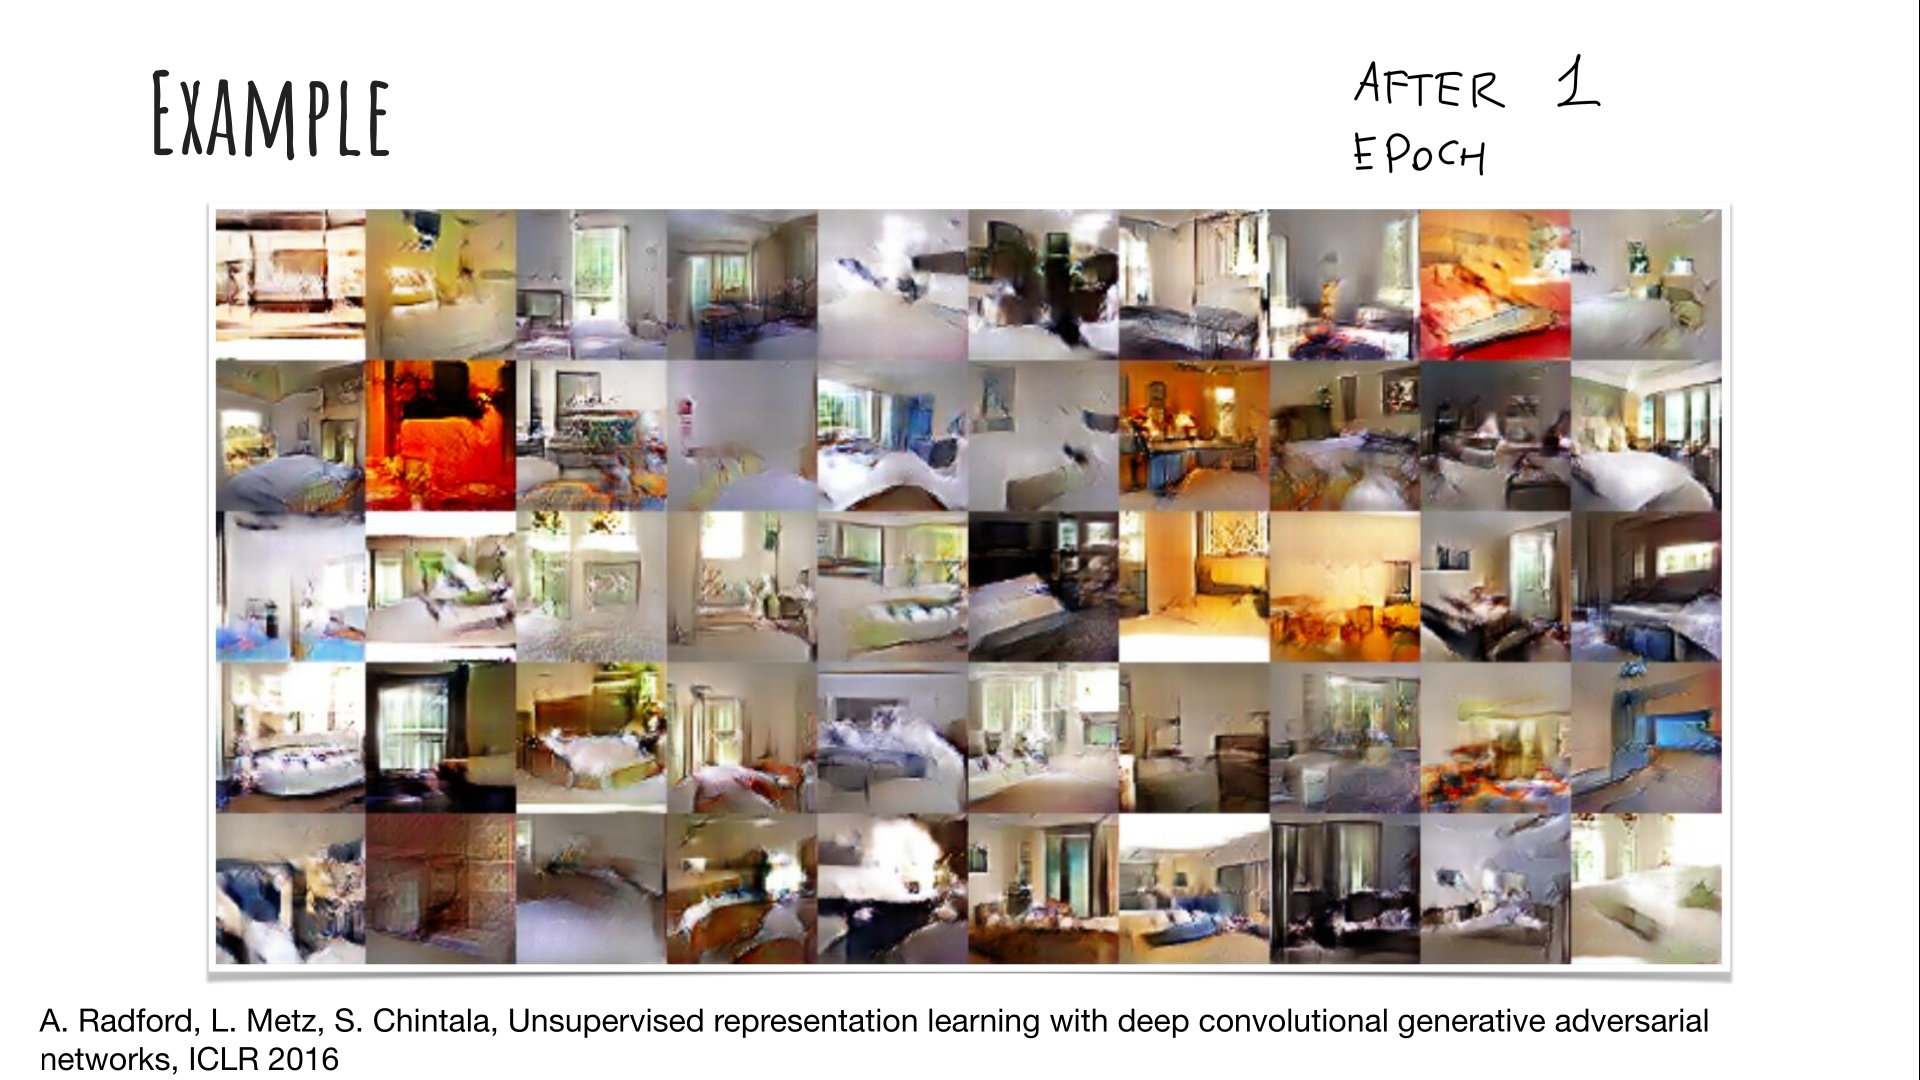 EXAMPLE
AFTER 1
EPOCH
A. Radford, L. Metz, S. Chintala, Unsupervised representation learning with deep convolutional generative adversarial
networks, ICLR 2016